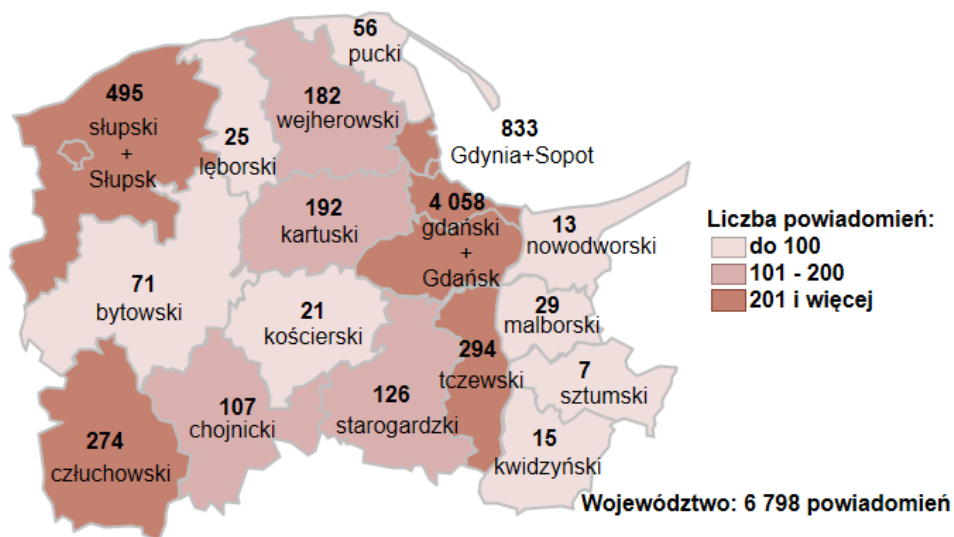 56
pucki
495
słupski
+
Słupsk
182
wejherowski
25
lęborski
833
Gdynia+Sopot
192
kartuski
4 058
gdański
+
Gdańsk
13
nowodworski
Liczba powiadomień:
do 100
101 - 200
201 i więcej
71
bytowski
21
kościerski
29
malborski
294
tczewski
7
sztumski
107
chojnicki
126
starogardzki
274
człuchowski
15
kwidzyński
Województwo: 6 798 powiadomień